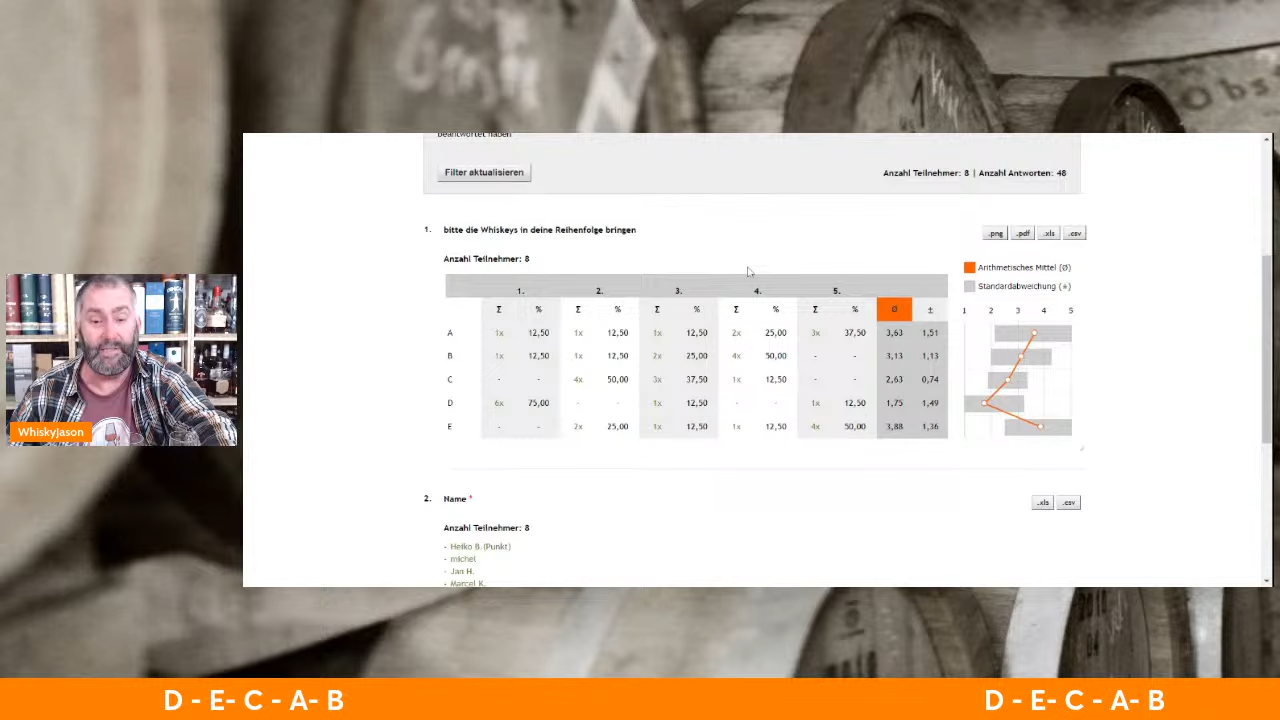 beantwortet haben
Filter aktualisieren
Anzahl Teilnehmer: 8 | Anzahl Antworten: 48
1. bitte die Whiskeys in deine Reihenfolge bringen
.png .pdf .xls .csv
Anzahl Teilnehmer: 8
1. 2. 3. 4. 5.
Σ % Σ % Σ % Σ % Σ % Ø ±
A 1x 12,50 1x 12,50 1x 12,50 2x 25,00 3x 37,50 3,63 1,51
B 1x 12,50 1x 12,50 2x 25,00 4x 50,00 - - 3,13 1,13
C - - 4x 50,00 3x 37,50 1x 12,50 - - 2,63 0,74
D 6x 75,00 - - 1x 12,50 - - 1x 12,50 1,75 1,49
E - - 2x 25,00 1x 12,50 1x 12,50 4x 50,00 3,88 1,36
Arithmetisches Mittel (Ø)
Standardabweichung (±)
1 2 3 4 5
2. Name *
.xls .csv
Anzahl Teilnehmer: 8
- Heiko B. (Punkt)
- michel
- Jan H.
- Marcel K.
WhiskyJason
D - E- C - A- B
D - E- C - A- B